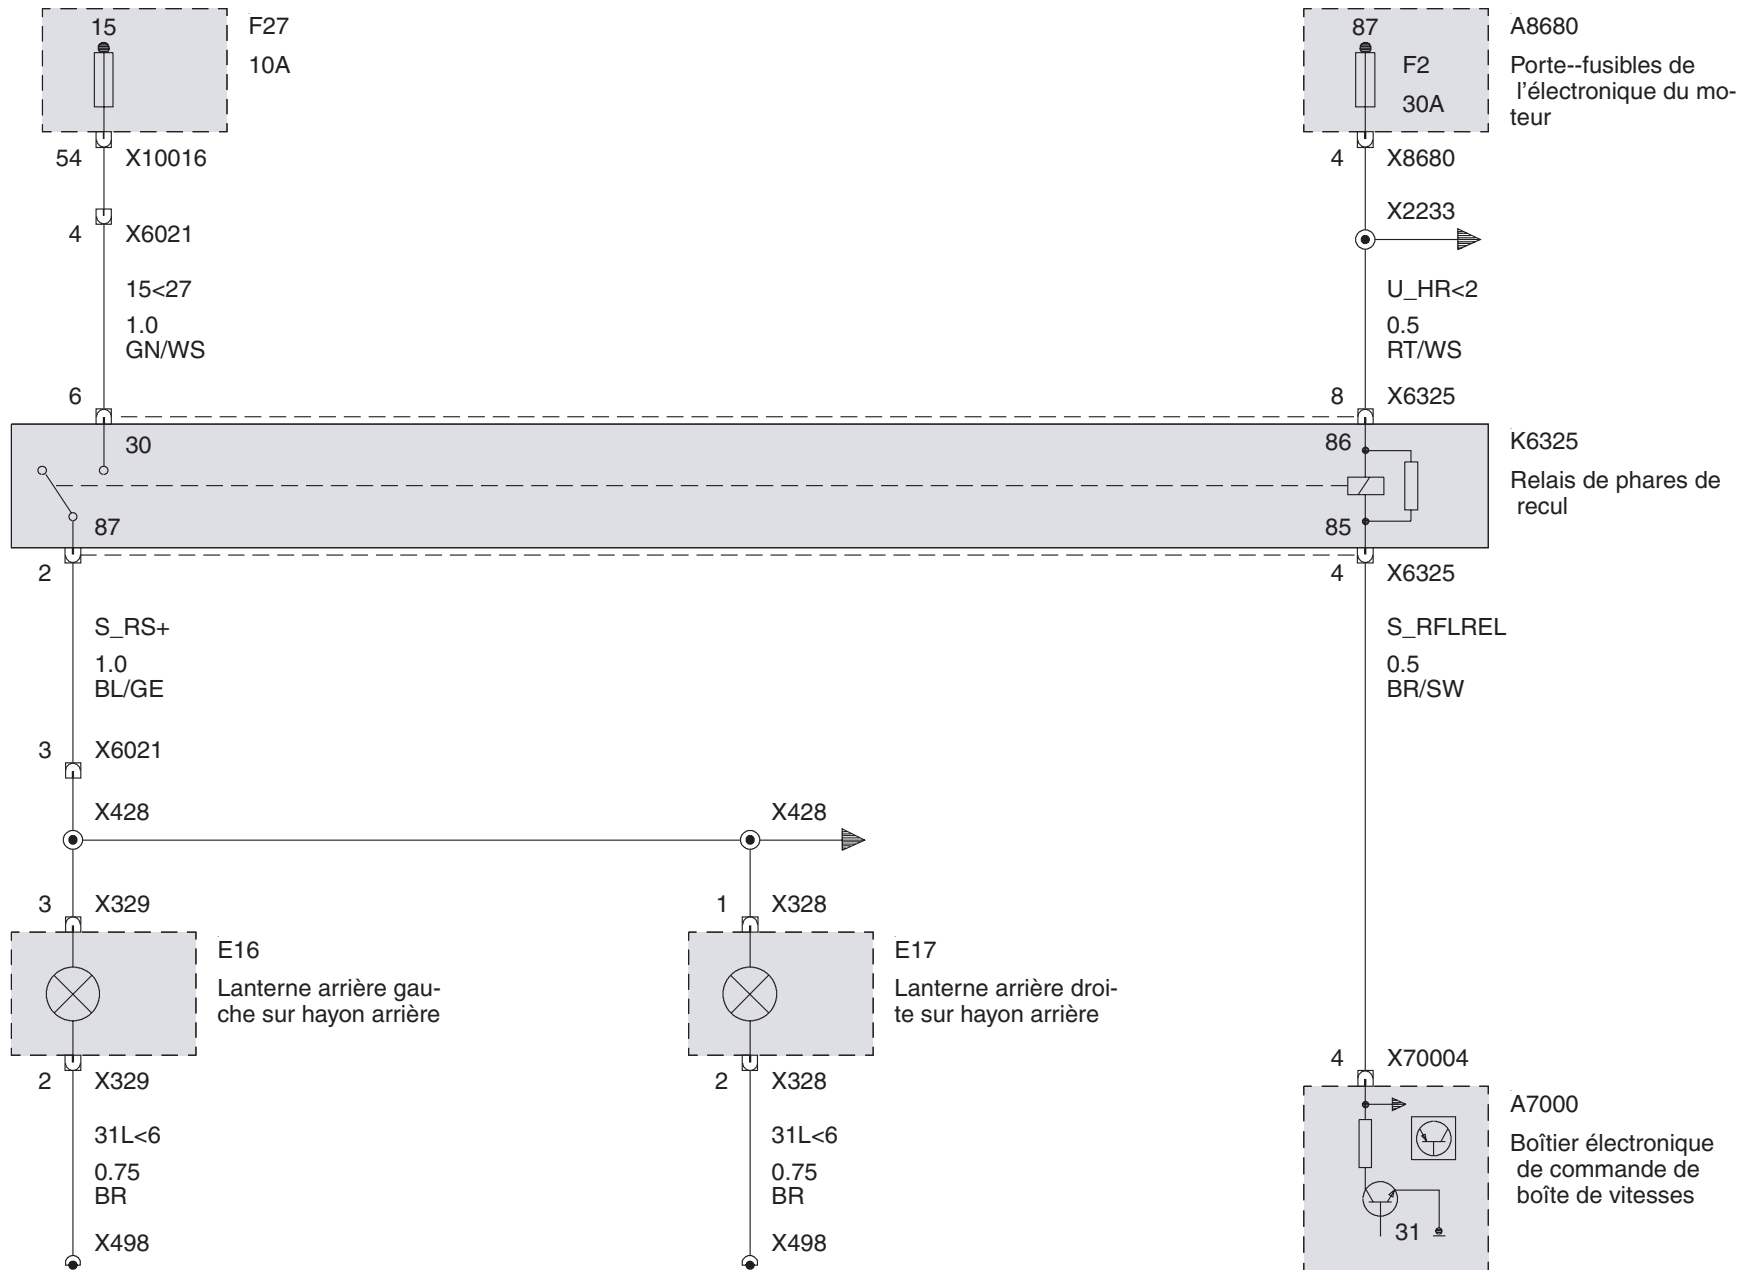 15
F27
10A
87
F2
30A
A8680
Porte--fusibles de
l'électronique du mo-
teur
54 X10016
4 X8680
X2233
4 X6021
15<27
1.0
GN/WS
U_HR<2
0.5
RT/WS
6
8 X6325
30
86
K6325
Relais de phares de
recul
87
85
2
4 X6325
S_RS+
1.0
BL/GE
S_RFLREL
0.5
BR/SW
3 X6021
X428
X428
3 X329
1 X328
E16
Lanterne arrière gau-
che sur hayon arrière
E17
Lanterne arrière droi-
te sur hayon arrière
2 X329
2 X328
4 X70004
A7000
Boîtier électronique
de commande de
boîte de vitesses
31L<6
0.75
BR
31L<6
0.75
BR
31
X498
X498